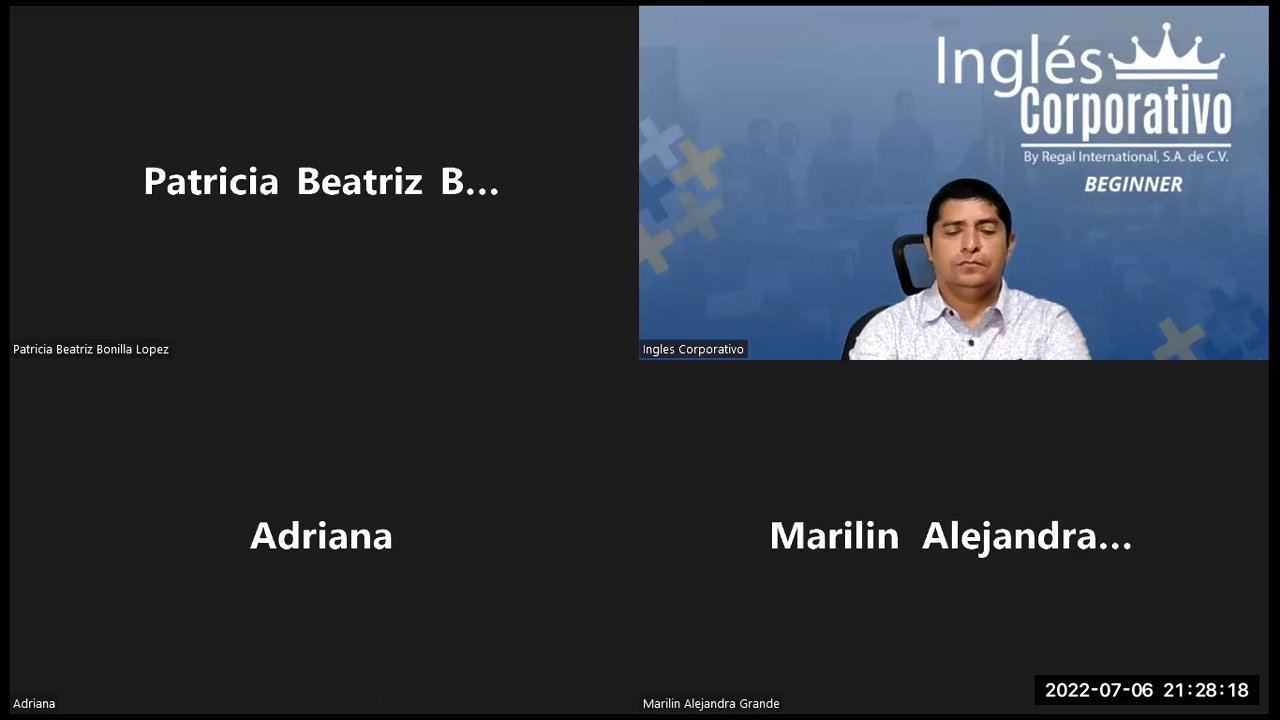 Patricia Beatriz B...
Patricia Beatriz Bonilla Lopez
Inglés
Corporativo
By Regal International, S.A. de C.V.
BEGINNER
Ingles Corporativo
Adriana
Adriana
Marilin Alejandra...
Marilin Alejandra Grande
2022-07-06 21:28:18